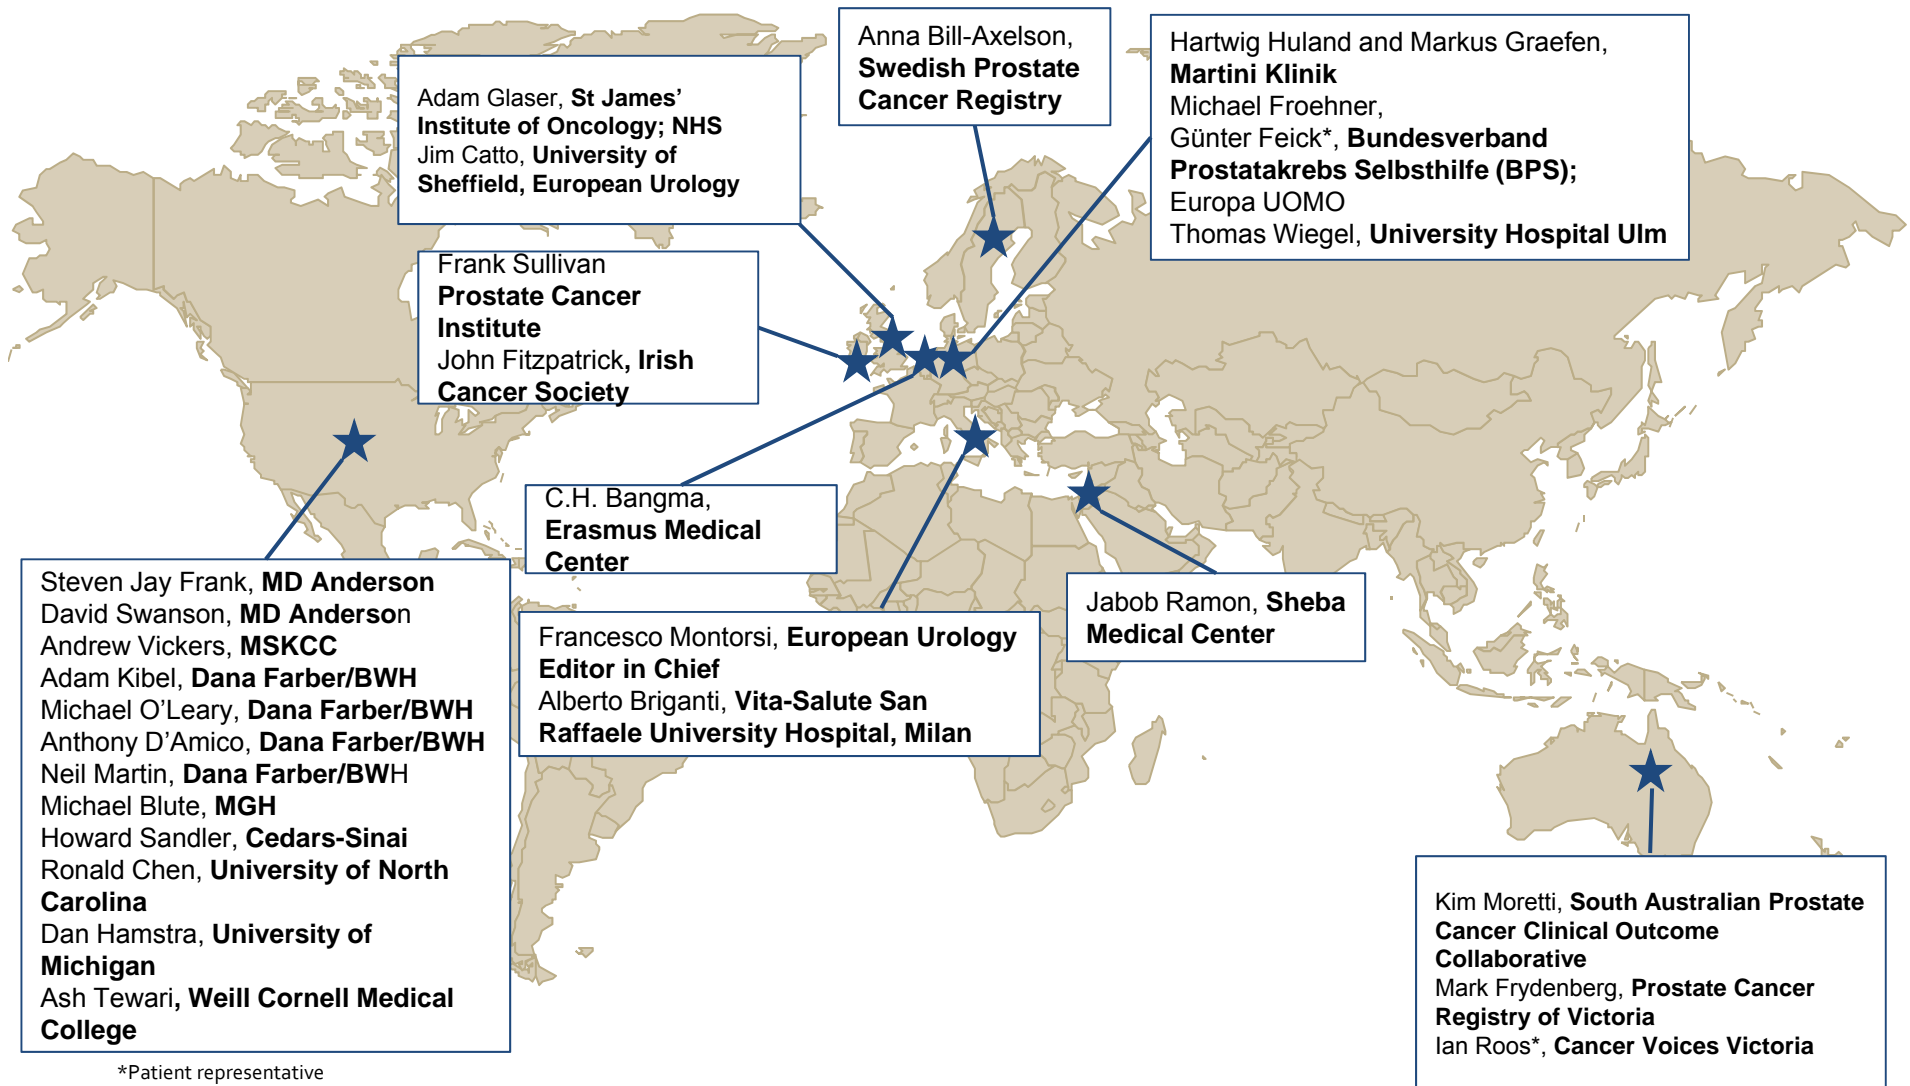 Adam Glaser, St James’
Institute of Oncology; NHS
Jim Catto, University of
Sheffield, European Urology
Anna Bill-Axelson,
Swedish Prostate
Cancer Registry
Hartwig Huland and Markus Graefen,
Martini Klinik
Michael Froehner,
Günter Feick*, Bundesverband
Prostatakrebs Selbsthilfe (BPS);
Europa UOMO
Thomas Wiegel, University Hospital Ulm
Frank Sullivan
Prostate Cancer
Institute
John Fitzpatrick, Irish
Cancer Society
C.H. Bangma,
Erasmus Medical
Center
Steven Jay Frank, MD Anderson
David Swanson, MD Anderson
Andrew Vickers, MSKCC
Adam Kibel, Dana Farber/BWH
Michael O’Leary, Dana Farber/BWH
Anthony D’Amico, Dana Farber/BWH
Neil Martin, Dana Farber/BWH
Michael Blute, MGH
Howard Sandler, Cedars-Sinai
Ronald Chen, University of North
Carolina
Dan Hamstra, University of
Michigan
Ash Tewari, Weill Cornell Medical
College
Francesco Montorsi, European Urology
Editor in Chief
Alberto Briganti, Vita-Salute San
Raffaele University Hospital, Milan
Jabob Ramon, Sheba
Medical Center
Kim Moretti, South Australian Prostate
Cancer Clinical Outcome
Collaborative
Mark Frydenberg, Prostate Cancer
Registry of Victoria
Ian Roos*, Cancer Voices Victoria
*Patient representative